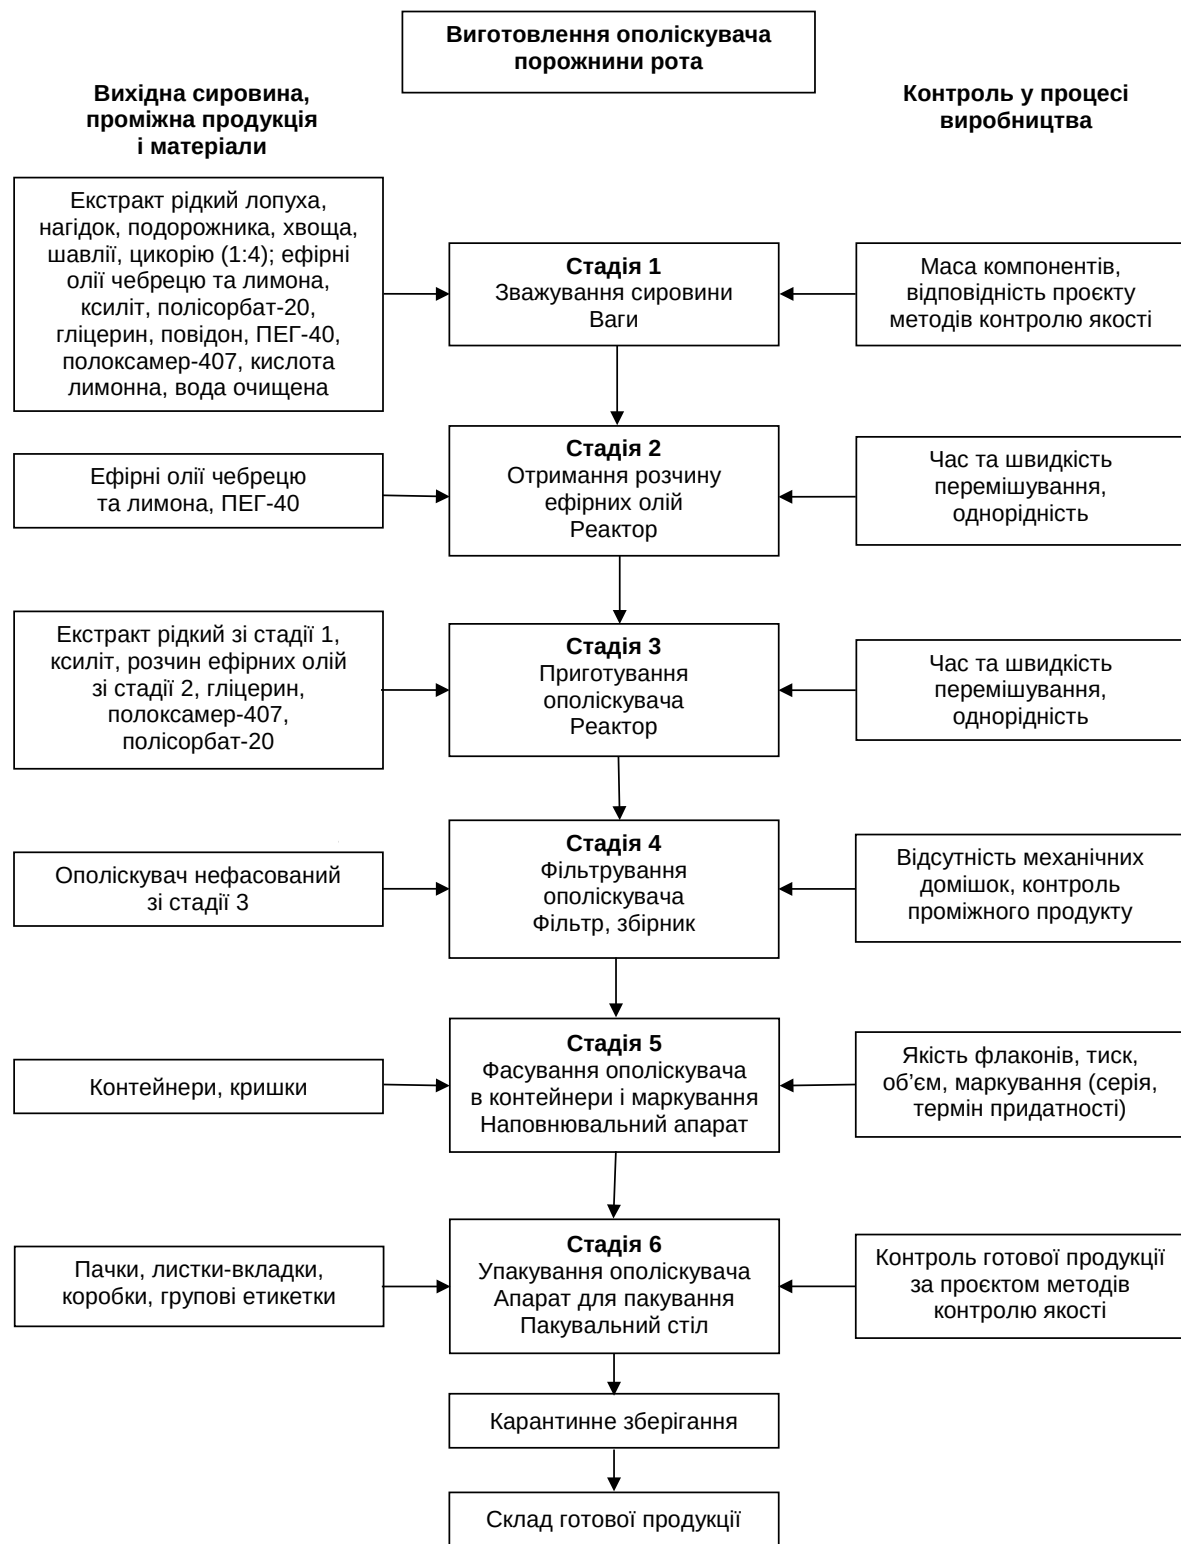 Виготовлення ополіскувача
порожнини рота
Вихідна сировина,
проміжна продукція
і матеріали
Контроль у процесі
виробництва
Екстракт рідкий лопуха,
нагідок, подорожника, хвоща,
шавлії, цикорію (1:4); ефірні
олії чебрецю та лимона,
ксиліт, полісорбат-20,
гліцерин, повідон, ПЕГ-40,
полоксамер-407, кислота
лимонна, вода очищена
Стадія 1
Зважування сировини
Ваги
Маса компонентів,
відповідність проєкту
методів контролю якості
Ефірні олії чебрецю
та лимона, ПЕГ-40
Стадія 2
Отримання розчину
ефірних олій
Реактор
Час та швидкість
перемішування,
однорідність
Екстракт рідкий зі стадії 1,
ксиліт, розчин ефірних олій
зі стадії 2, гліцерин,
полоксамер-407,
полісорбат-20
Стадія 3
Приготування
ополіскувача
Реактор
Час та швидкість
перемішування,
однорідність
Ополіскувач нефасований
зі стадії 3
Стадія 4
Фільтрування
ополіскувача
Фільтр, збірник
Відсутність механічних
домішок, контроль
проміжного продукту
Контейнери, кришки
Стадія 5
Фасування ополіскувача
в контейнери і маркування
Наповнювальний апарат
Якість флаконів, тиск,
об’єм, маркування (серія,
термін придатності)
Пачки, листки-вкладки,
коробки, групові етикетки
Стадія 6
Упакування ополіскувача
Апарат для пакування
Пакувальний стіл
Контроль готової продукції
за проєктом методів
контролю якості
Карантинне зберігання
Склад готової продукції